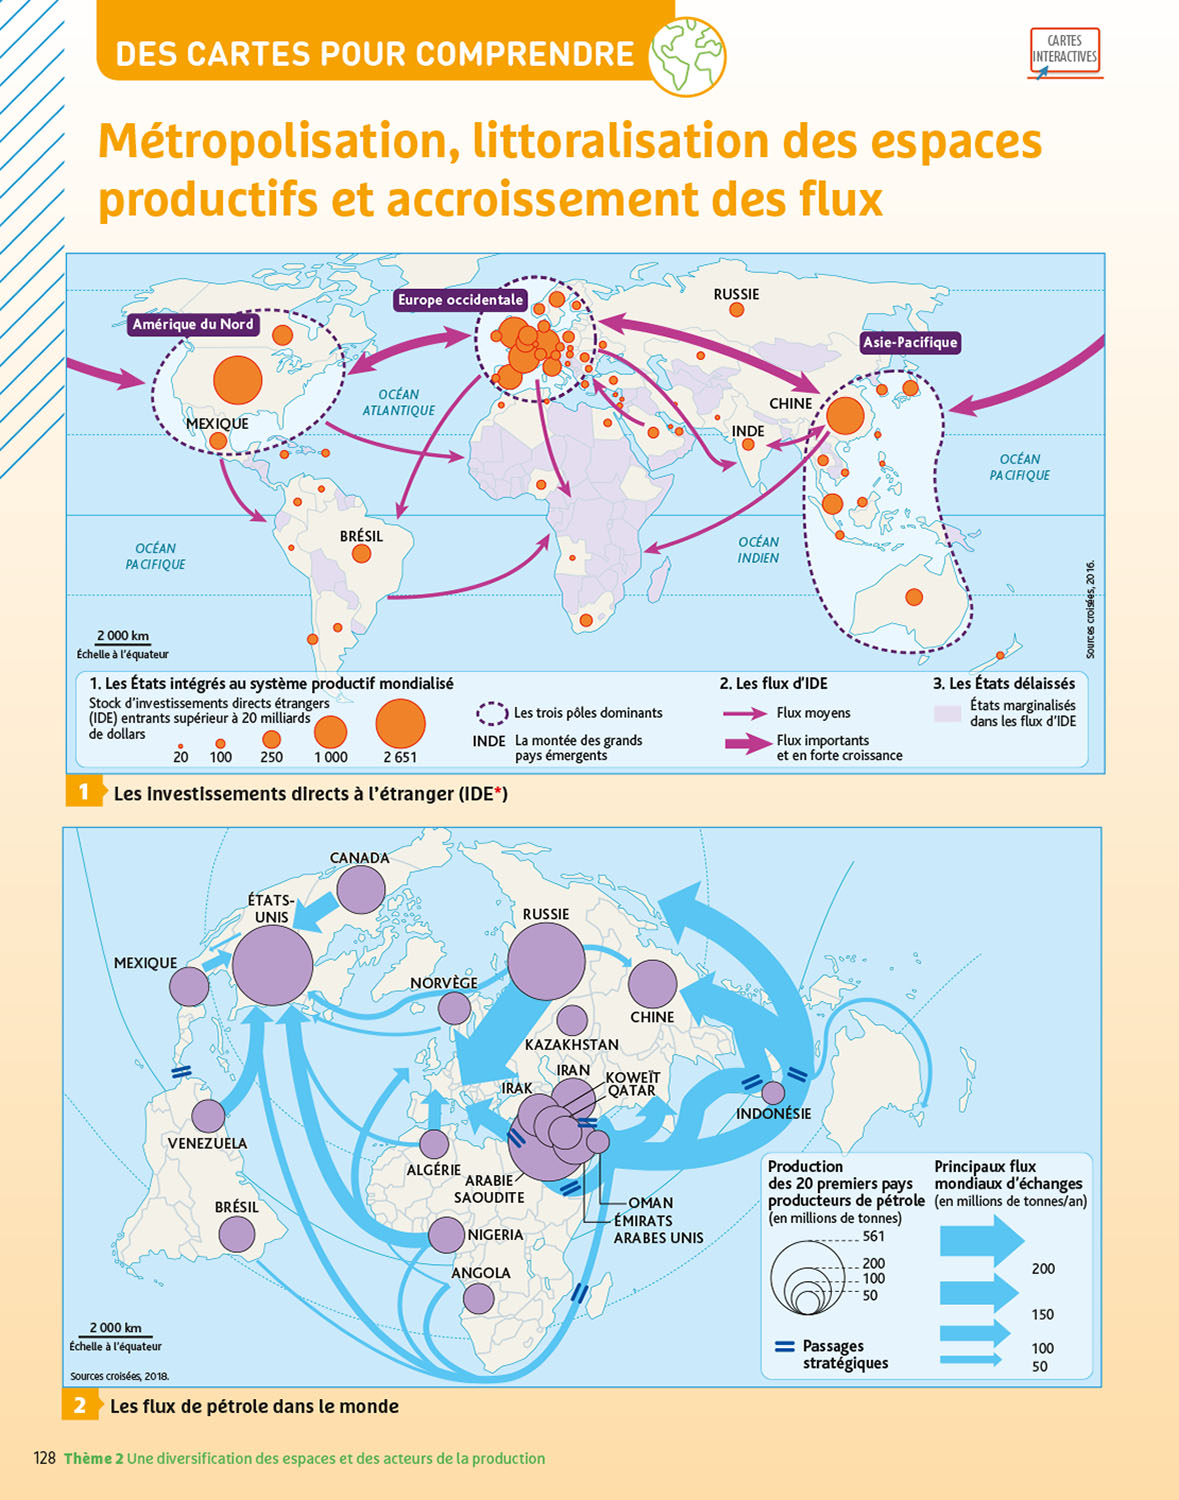 DES CARTES POUR COMPRENDRE
CARTES
INTERACTIVES
Métropolisation, littoralisation des espaces
productifs et accroissement des flux
Europe occidentale
Amérique du Nord
RUSSIE
Asie-Pacifique
OCÉAN
ATLANTIQUE
CHINE
MEXIQUE
INDE
OCÉAN
PACIFIQUE
BRÉSIL
OCÉAN
PACIFIQUE
OCÉAN
INDIEN
2 000 km
Échelle à l'équateur
Sources croisées, 2016.
1. Les États intégrés au système productif mondialisé
Stock d'investissements directs étrangers
(IDE) entrants supérieur à 20 milliards
de dollars
20 100 250 1 000 2 651
Les trois pôles dominants
INDE La montée des grands
pays émergents
2. Les flux d'IDE
Flux moyens
Flux importants
et en forte croissance
3. Les États délaissés
États marginalisés
dans les flux d'IDE
1 Les investissements directs à l'étranger (IDE*)
CANADA
ÉTATS-
UNIS
RUSSIE
MEXIQUE
NORVÈGE
CHINE
KAZAKHSTAN
IRAN
IRAK
KOWEÏT
QATAR
INDONÉSIE
VENEZUELA
ALGÉRIE
ARABIE
SAOUDITE
OMAN
ÉMIRATS
ARABES UNIS
BRÉSIL
NIGERIA
ANGOLA
2 000 km
Échelle à l'équateur
Sources croisées, 2018.
Production
des 20 premiers pays
producteurs de pétrole
(en millions de tonnes)
561
200
100
50
Passages
stratégiques
Principaux flux
mondiaux d'échanges
(en millions de tonnes/an)
200
150
100
50
2 Les flux de pétrole dans le monde
128 Thème 2 Une diversification des espaces et des acteurs de la production